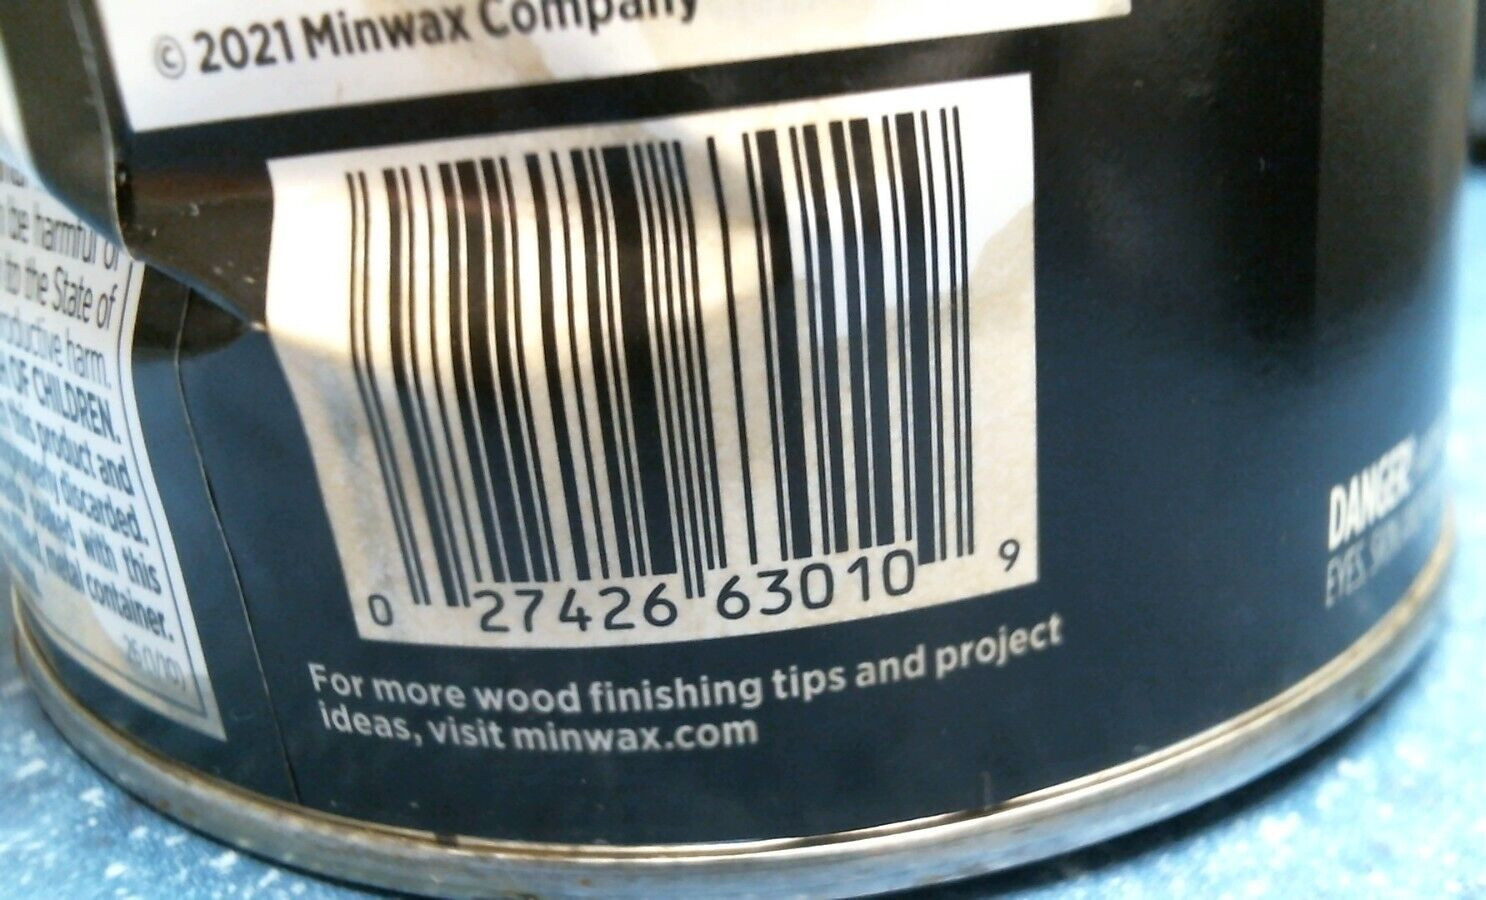 © 2021 Minwax Company
be harmful or
to the State of
harm.
OF CHILDREN.
this product and
discarded.
with this
metal container.
0 27426 63010 9
For more wood finishing tips and project
ideas, visit minwax.com
DANGER!
EYES,